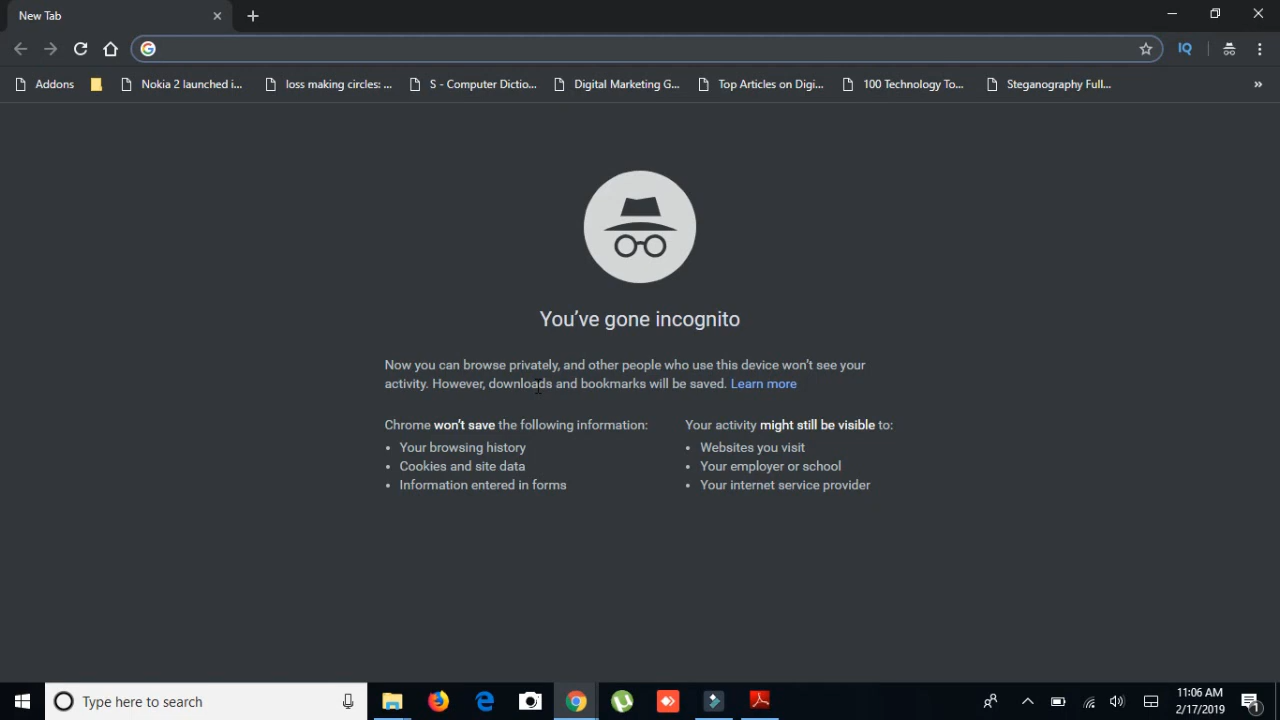 New Tab
Addons
Nokia 2 launched i...
loss making circles: ...
S - Computer Dictio...
Digital Marketing G...
Top Articles on Digi...
100 Technology To...
Steganography Full...
»
IQ
You've gone incognito
Now you can browse privately, and other people who use this device won't see your
activity. However, downloads and bookmarks will be saved. Learn more
Chrome won't save the following information:
• Your browsing history
• Cookies and site data
• Information entered in forms
Your activity might still be visible to:
• Websites you visit
• Your employer or school
• Your internet service provider
Type here to search
11:06 AM
2/17/2019
1